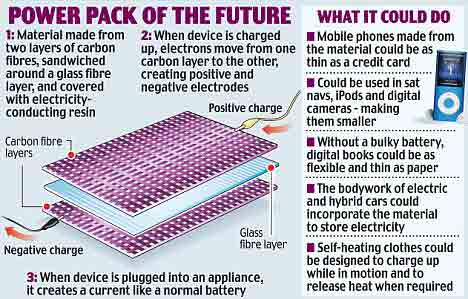 POWER PACK OF THE FUTURE
1: Material made from
two layers of carbon
fibres, sandwiched
around a glass fibre
layer, and covered
with electricity-
conducting resin
2: When device is charged
up, electrons move from one
carbon layer to the other,
creating positive and
negative electrodes
Positive charge
Carbon fibre
layers
Negative charge
Glass
fibre layer
3: When device is plugged into an appliance,
it creates a current like a normal battery
WHAT IT COULD DO
■ Mobile phones made from
the material could be as
thin as a credit card
■ Could be used in sat
navs, iPods and digital
cameras - making
them smaller
■ Without a bulky battery,
digital books could be as
flexible and thin as paper
■ The bodywork of electric
and hybrid cars could
incorporate the material
to store electricity
■ Self-heating clothes could
be designed to charge up
while in motion and to
release heat when required